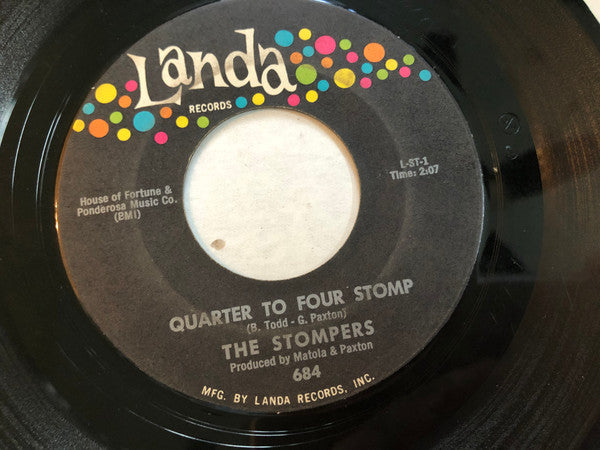 Landa
RECORDS
L-ST-1
Time: 2:07
House of Fortune &
Ponderosa Music Co.
(BMI)
QUARTER TO FOUR STOMP
(B. Todd - G. Paxton)
THE STOMPERS
Produced by Matola & Paxton
684
MFG. BY LANDA RECORDS, INC.